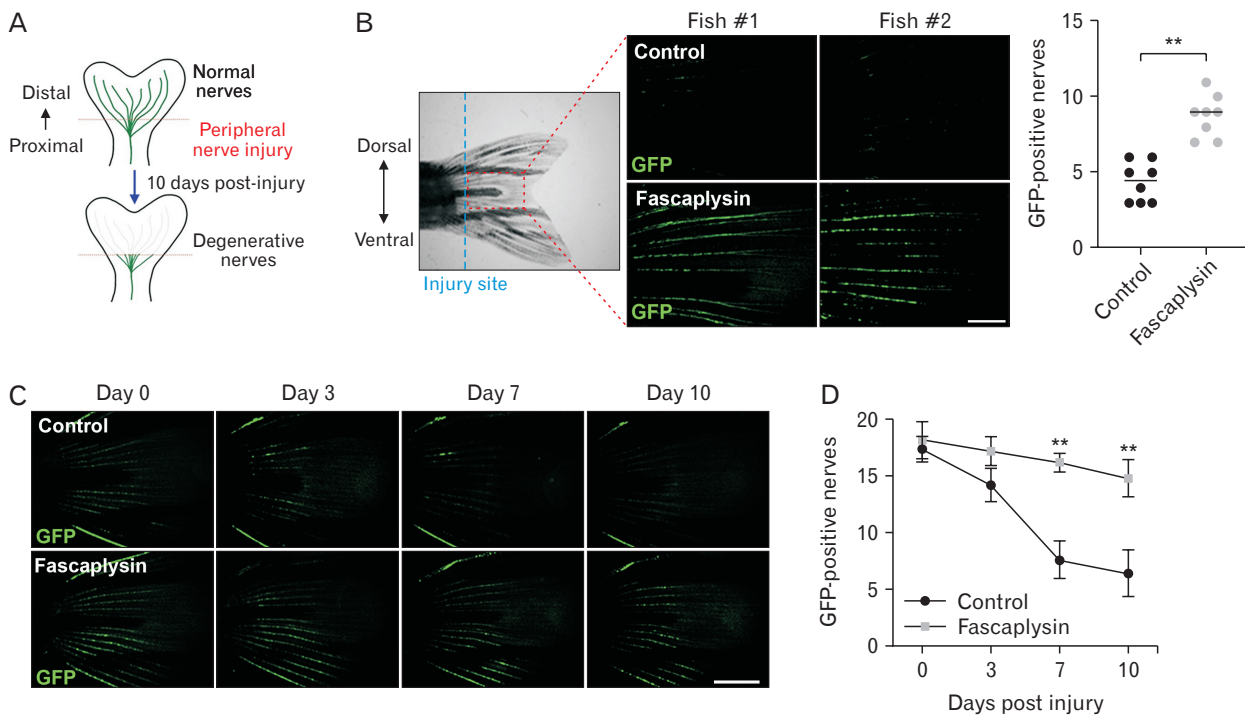 A
Distal
Proximal
Normal
nerves
Peripheral
nerve injury
10 days post-injury
Degenerative
nerves
B
Dorsal
Ventral
Injury site
Fish #1
Fish #2
Control
GFP
Fascaplysin
GFP
GFP-positive nerves
15
10
5
0
**
Control
Fascaplysin
C
Day 0
Day 3
Day 7
Day 10
Control
GFP
Fascaplysin
GFP
D
GFP-positive nerves
20
15
10
5
0
**
**
Control
Fascaplysin
0 3 7 10
Days post injury